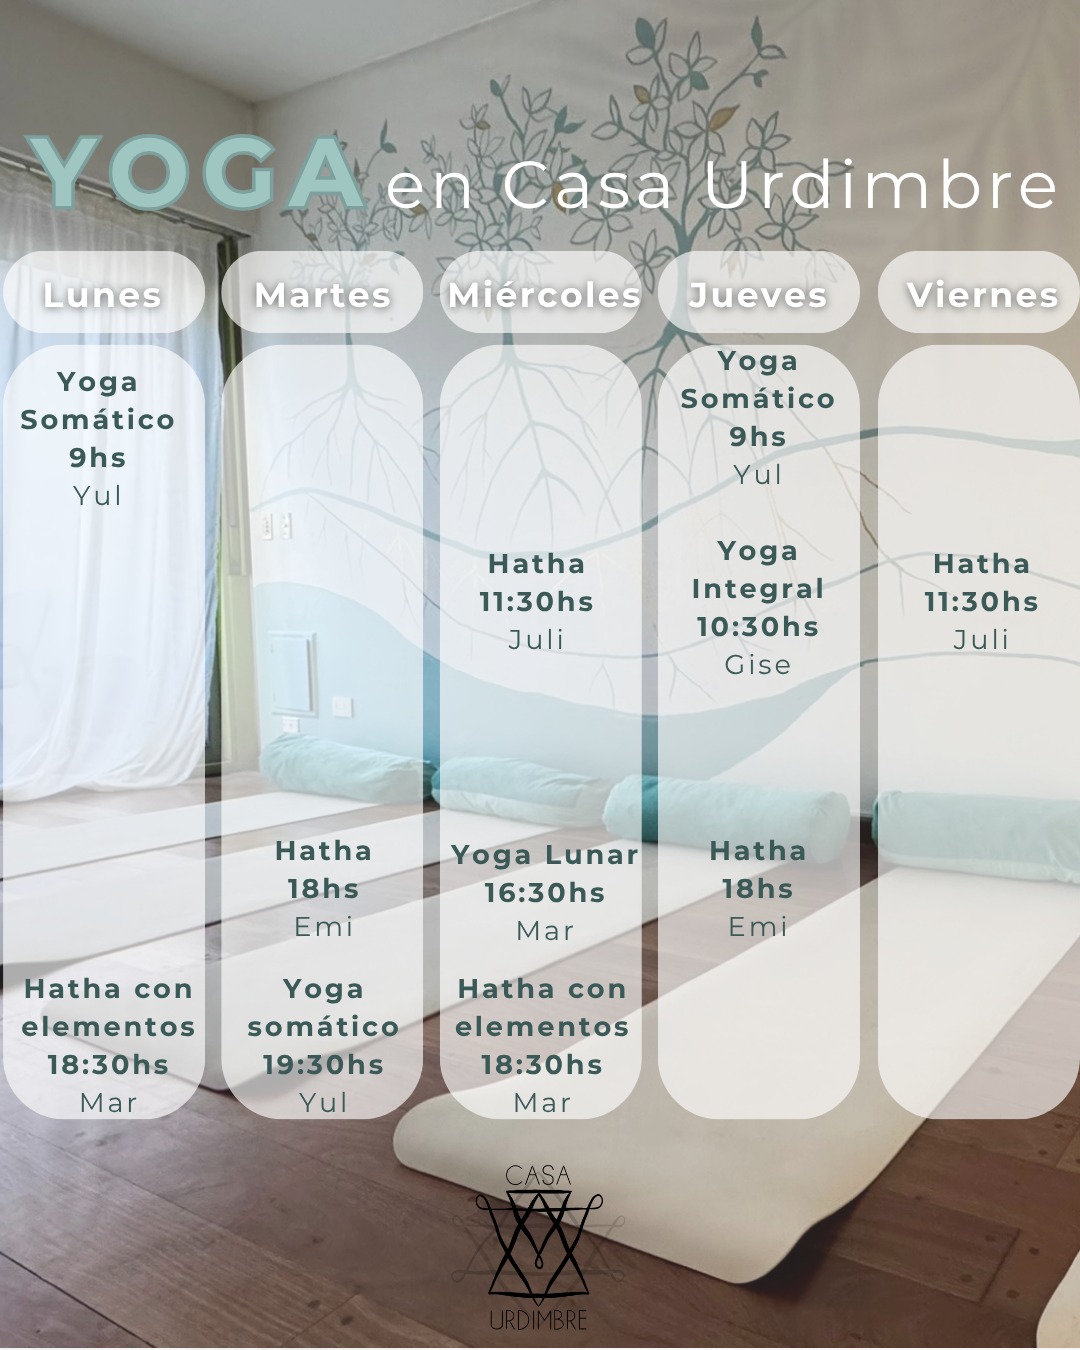 YOGA en Casa Urdimbre
Lunes
Martes
Miércoles
Jueves
Viernes
Yoga
Somático
9hs
Yul
Hatha con
elementos
18:30hs
Mar
Hatha
18hs
Emi
Yoga
somático
19:30hs
Yul
Hatha
11:30hs
Juli
Yoga Lunar
16:30hs
Mar
Hatha con
elementos
18:30hs
Mar
Yoga
Somático
9hs
Yul
Yoga
Integral
10:30hs
Gise
Hatha
18hs
Emi
Hatha
11:30hs
Juli
CASA
URDIMBRE